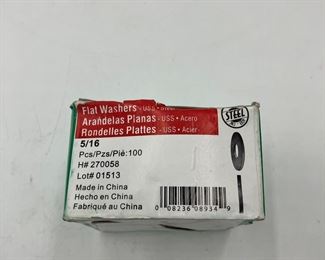 Flat Washers - USS • Steel
Arandelas Planas - USS • Acero
Rondelles Plattes - USS • Acier
STEEL
5/16
Pcs/Pzs/Piè:100
H# 270058
Lot# 01513
Made in China
Hecho en China
Fabriqué au China
0 08236 08934 9